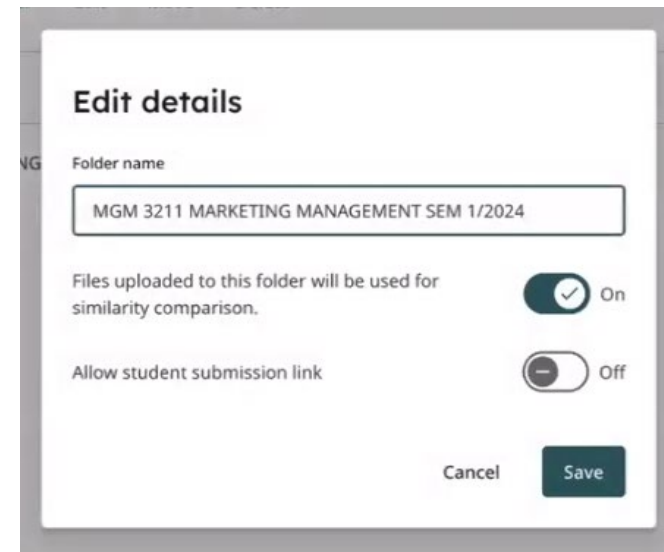 Edit details
NG
Folder name
MGM 3211 MARKETING MANAGEMENT SEM 1/2024
Files uploaded to this folder will be used for
similarity comparison.
On
Allow student submission link
Off
Cancel
Save